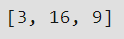 [3, 16, 9]